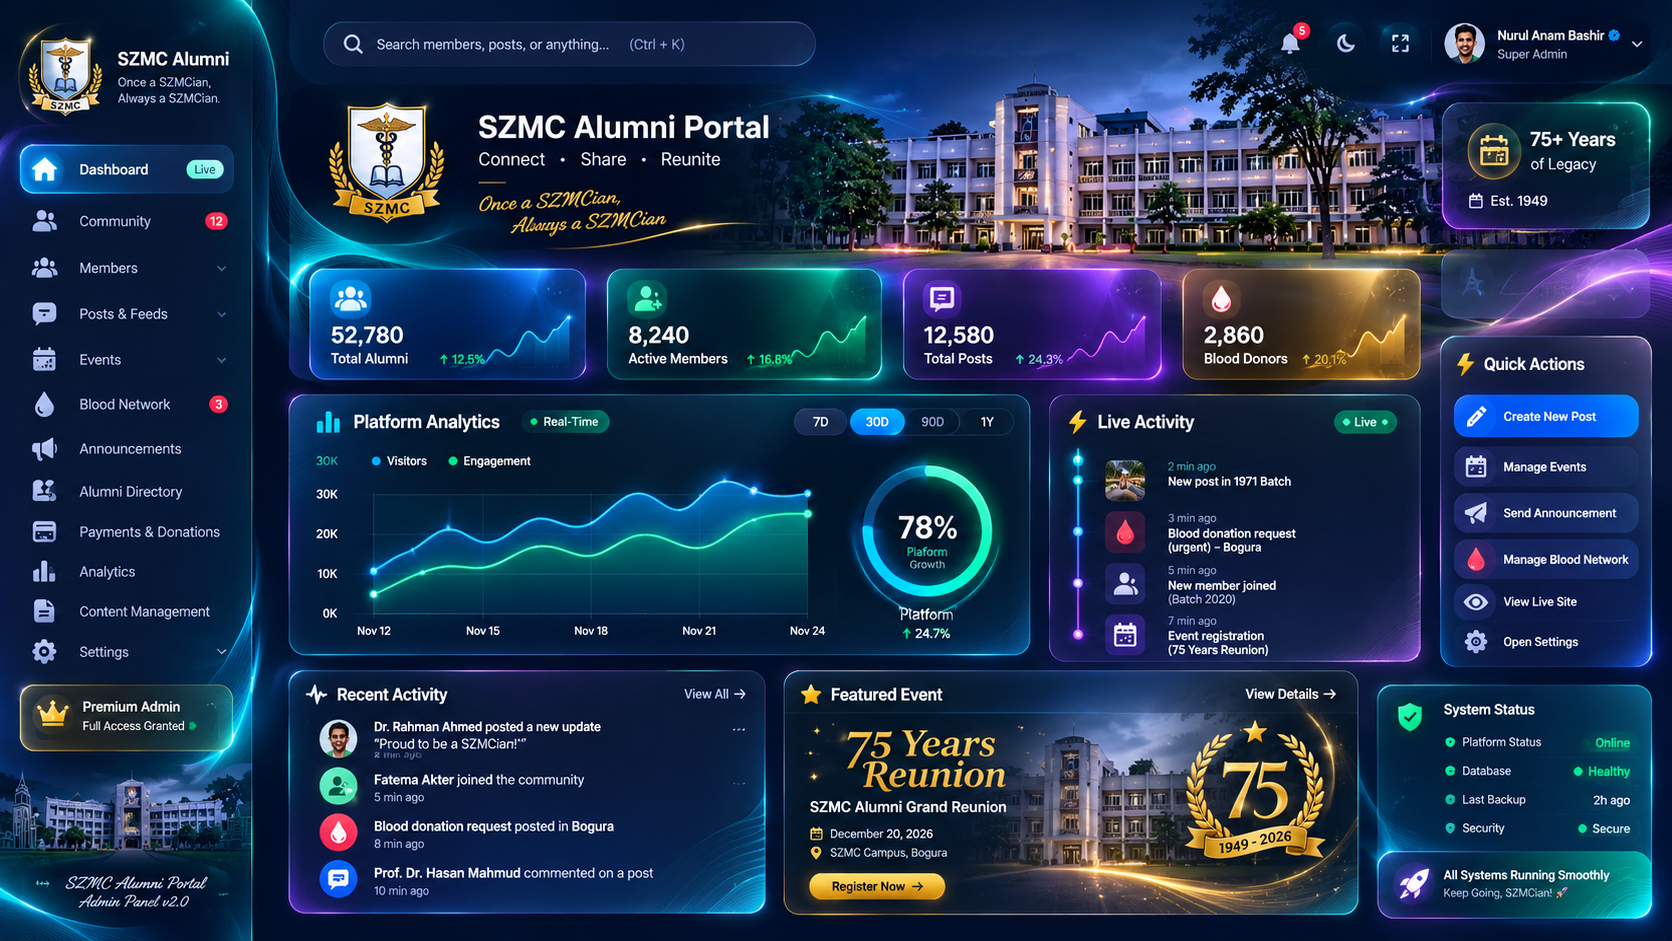 SZMC
SZMC Alumni
Once a SZMCian,
Always a SZMCian.
Dashboard
Live
Community
12
Members
Posts & Feeds
Events
Blood Network
3
Announcements
Alumni Directory
Payments & Donations
Analytics
Content Management
Settings
Premium Admin
Full Access Granted
SZMC Alumni Portal
Admin Panel v2.0
Search members, posts, or anything... (Ctrl + K)
5
Nurul Anam Bashir
Super Admin
SZMC
SZMC Alumni Portal
Connect • Share • Reunite
Once a SZMCian,
Always a SZMCian
75+ Years
of Legacy
Est. 1949
52,780
Total Alumni
↑ 12.5%
8,240
Active Members
↑ 16.8%
12,580
Total Posts
↑ 24.3%
2,860
Blood Donors
↑ 20.1%
Platform Analytics
Real-Time
7D
30D
90D
1Y
30K
Visitors
Engagement
30K
20K
10K
0K
Nov 12
Nov 15
Nov 18
Nov 21
Nov 24
78%
Plaform
Growth
Platform
↑ 24.7%
Live Activity
Live
2 min ago
New post in 1971 Batch
3 min ago
Blood donation request
(urgent) – Bogura
5 min ago
New member joined
(Batch 2020)
7 min ago
Event registration
(75 Years Reunion)
Quick Actions
Create New Post
Manage Events
Send Announcement
Manage Blood Network
View Live Site
Open Settings
Recent Activity
View All →
Dr. Rahman Ahmed posted a new update
"Proud to be a SZMCian!"
min ago
Fatema Akter joined the community
5 min ago
Blood donation request posted in Bogura
8 min ago
Prof. Dr. Hasan Mahmud commented on a post
10 min ago
Featured Event
View Details →
75 Years
Reunion
SZMC Alumni Grand Reunion
December 20, 2026
SZMC Campus, Bogura
Register Now →
75
1949 - 2026
System Status
Platform Status
Online
Database
Healthy
Last Backup
2h ago
Security
Secure
All Systems Running Smoothly
Keep Going, SZMCian! 🚀